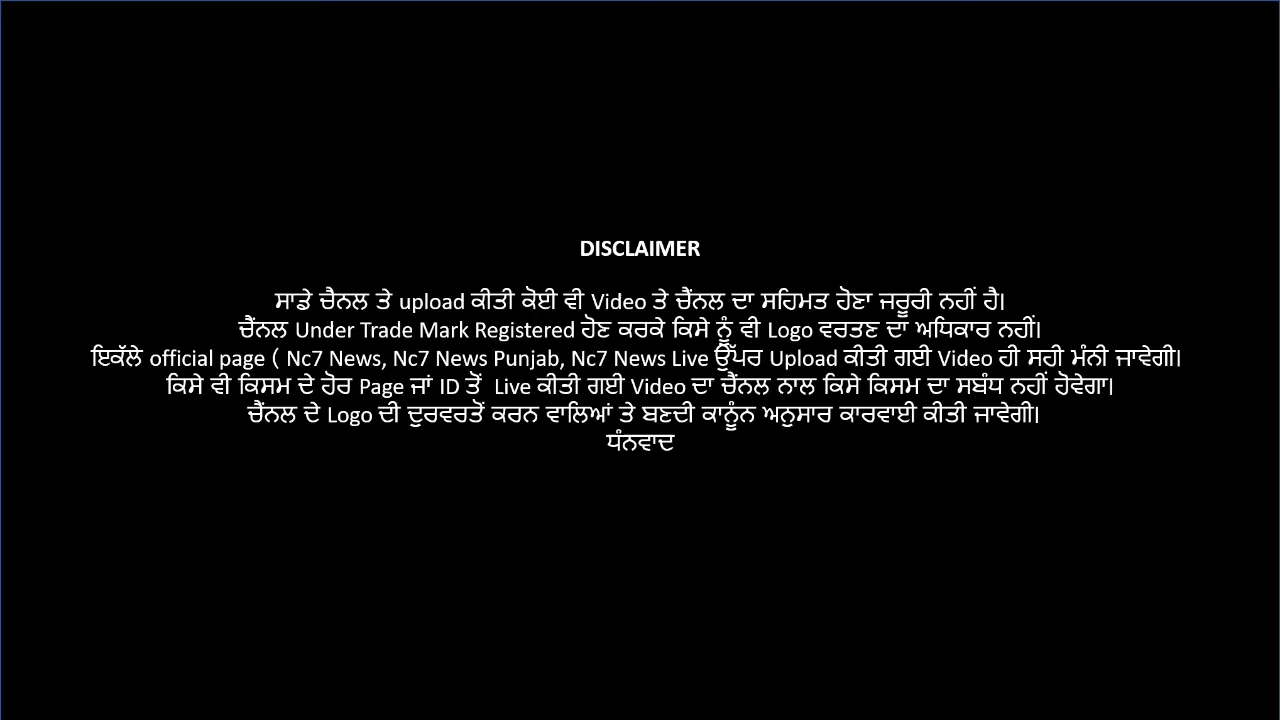 DISCLAIMER
ਸਾਡੇ ਚੈਨਲ ਤੇ upload ਕੀਤੀ ਕੋਈ ਵੀ Video ਤੇ ਚੈਂਨਲ ਦਾ ਸਹਿਮਤ ਹੋਣਾ ਜਰੂਰੀ ਨਹੀਂ ਹੈ।
ਚੈਂਨਲ Under Trade Mark Registered ਹੋਣ ਕਰਕੇ ਕਿਸੇ ਨੂੰ ਵੀ Logo ਵਰਤਣ ਦਾ ਅਧਿਕਾਰ ਨਹੀਂ।
ਇਕੱਲੇ official page ( Nc7 News, Nc7 News Punjab, Nc7 News Live ਉੱਪਰ Upload ਕੀਤੀ ਗਈ Video ਹੀ ਸਹੀ ਮੰਨੀ ਜਾਵੇਗੀ।
ਕਿਸੇ ਵੀ ਕਿਸਮ ਦੇ ਹੋਰ Page ਜਾਂ ID ਤੋਂ Live ਕੀਤੀ ਗਈ Video ਦਾ ਚੈਂਨਲ ਨਾਲ ਕਿਸੇ ਕਿਸਮ ਦਾ ਸਬੰਧ ਨਹੀਂ ਹੋਵੇਗਾ।
ਚੈਂਨਲ ਦੇ Logo ਦੀ ਦੁਰਵਰਤੋਂ ਕਰਨ ਵਾਲਿਆਂ ਤੇ ਬਣਦੀ ਕਾਨੂੰਨ ਅਨੁਸਾਰ ਕਾਰਵਾਈ ਕੀਤੀ ਜਾਵੇਗੀ।
ਧੰਨਵਾਦ